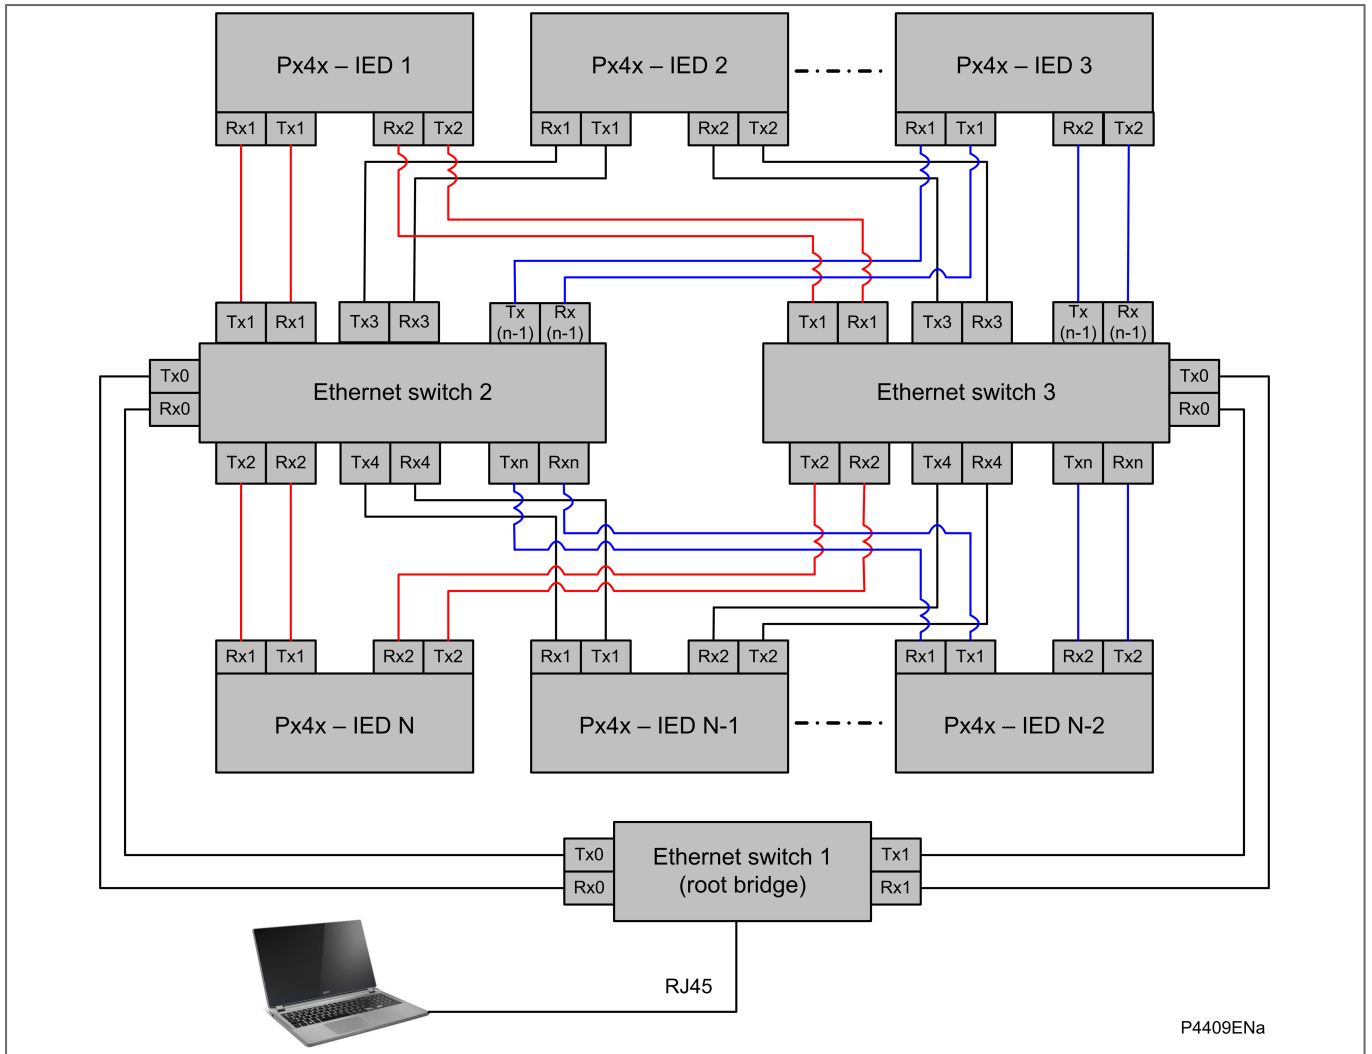 Px4x – IED 1
Px4x – IED 2
Px4x – IED 3
Rx1 Tx1 Rx2 Tx2
Rx1 Tx1 Rx2 Tx2
Rx1 Tx1 Rx2 Tx2
Tx1 Rx1 Tx3 Rx3 Tx (n-1) Rx (n-1)
Tx1 Rx1 Tx3 Rx3 Tx (n-1) Rx (n-1)
Tx0
Rx0
Ethernet switch 2
Ethernet switch 3
Tx0
Rx0
Tx2 Rx2 Tx4 Rx4 Txn Rxn
Tx2 Rx2 Tx4 Rx4 Txn Rxn
Rx1 Tx1 Rx2 Tx2
Rx1 Tx1 Rx2 Tx2
Rx1 Tx1 Rx2 Tx2
Px4x – IED N
Px4x – IED N-1
Px4x – IED N-2
Tx0
Rx0
Ethernet switch 1
(root bridge)
Tx1
Rx1
RJ45
P4409ENa